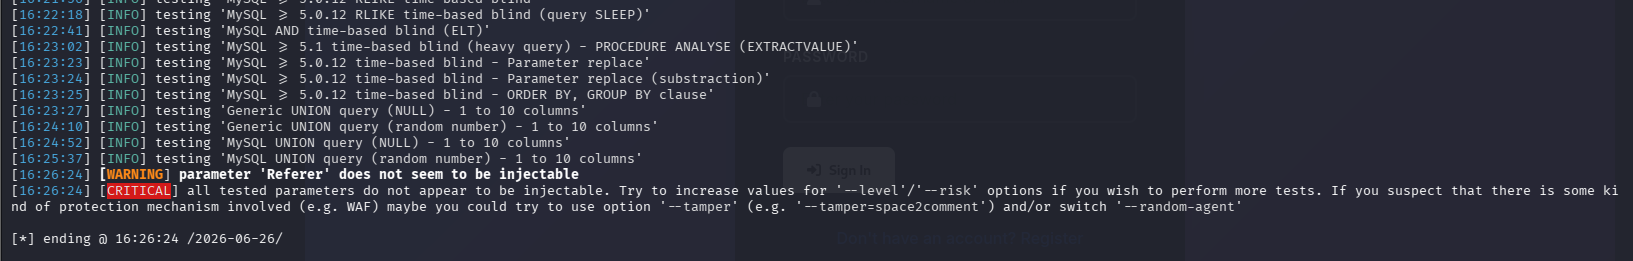 [16:22:18] [INFO] testing 'MySQL ≥ 5.0.12 RLIKE time-based blind (query SLEEP)'
[16:22:41] [INFO] testing 'MySQL AND time-based blind (ELT)'
[16:23:02] [INFO] testing 'MySQL ≥ 5.1 time-based blind (heavy query) - PROCEDURE ANALYSE (EXTRACTVALUE)'
PASSWORD
[16:23:23] [INFO] testing 'MySQL ≥ 5.0.12 time-based blind - Parameter replace'
[16:23:24] [INFO] testing 'MySQL ≥ 5.0.12 time-based blind - Parameter replace (substraction)'
[16:23:25] [INFO] testing 'MySQL ≥ 5.0.12 time-based blind - ORDER BY, GROUP BY clause'
[16:23:27] [INFO] testing 'Generic UNION query (NULL) - 1 to 10 columns'
[16:24:10] [INFO] testing 'Generic UNION query (random number) - 1 to 10 columns'
[16:24:52] [INFO] testing 'MySQL UNION query (NULL) - 1 to 10 columns'
[16:25:37] [INFO] testing 'MySQL UNION query (random number) - 1 to 10 columns'
Sign In
[16:26:24] [WARNING] parameter 'Referer' does not seem to be injectable
[16:26:24] [CRITICAL] all tested parameters do not appear to be injectable. Try to increase values for '--level'/'--risk' options if you wish to perform more tests. If you suspect that there is some ki
nd of protection mechanism involved (e.g. WAF) maybe you could try to use option '--tamper' (e.g. '--tamper=space2comment') and/or switch '--random-agent'
[*] ending @ 16:26:24 /2026-06-26/